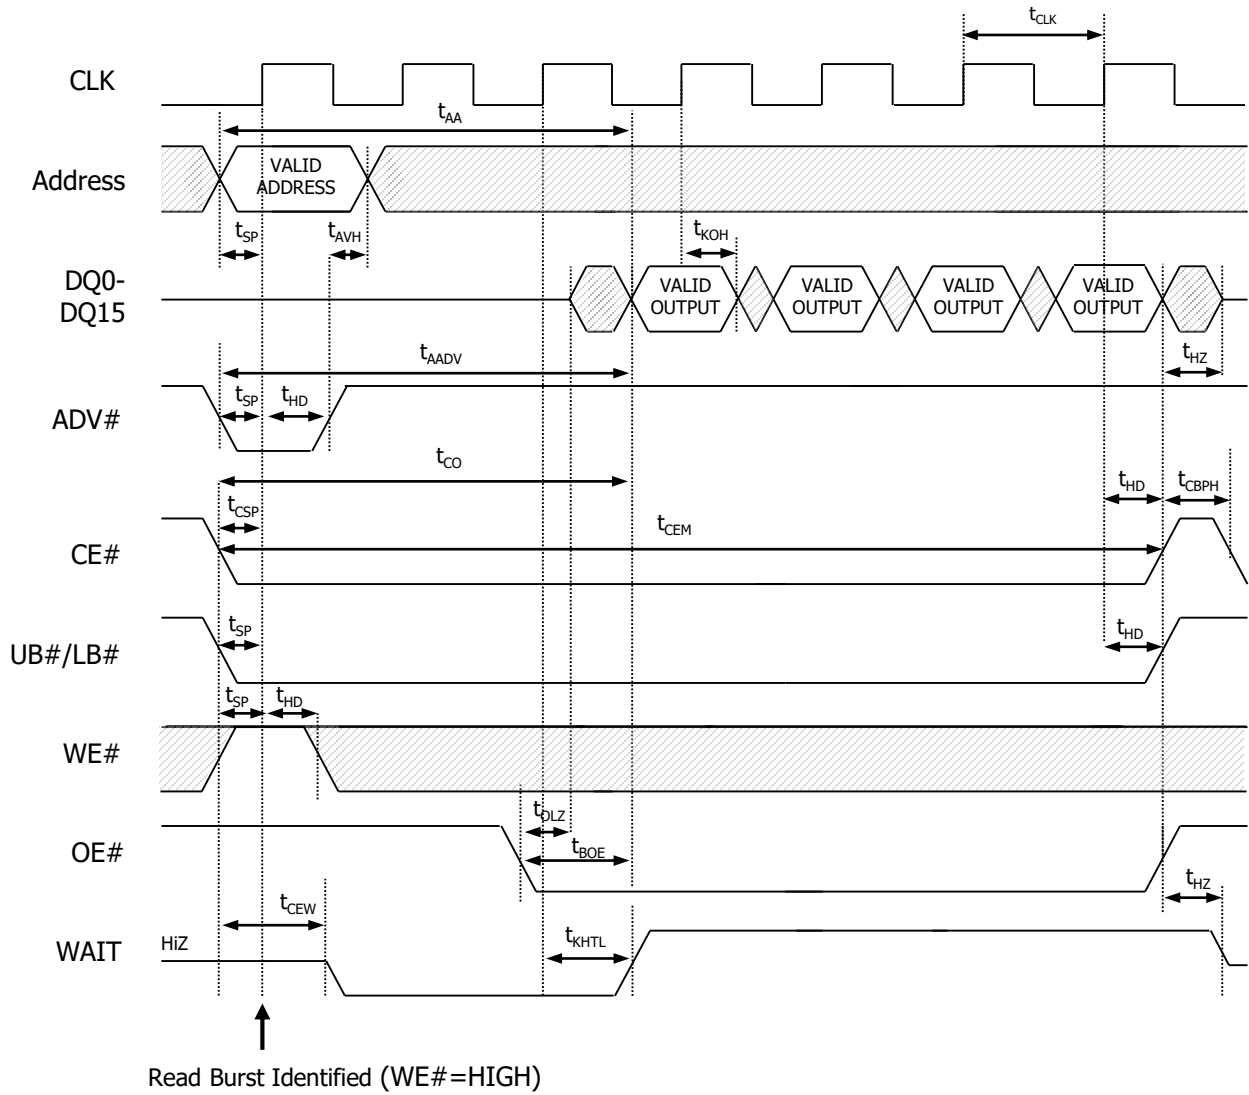 tCLK
CLK
tAA
Address
VALID
ADDRESS
tSP
tAVH
tKOH
DQ0-
DQ15
VALID
OUTPUT
VALID
OUTPUT
VALID
OUTPUT
VALID
OUTPUT
tAADV
tHZ
ADV#
tSP
tHD
tCO
tCSP
tHD
tCBPH
CE#
tCEM
UB#/LB#
tSP
tHD
tSP
tHD
WE#
tOLZ
OE#
tBOE
tHZ
tCEW
WAIT
HiZ
tKHTL
Read Burst Identified (WE#=HIGH)